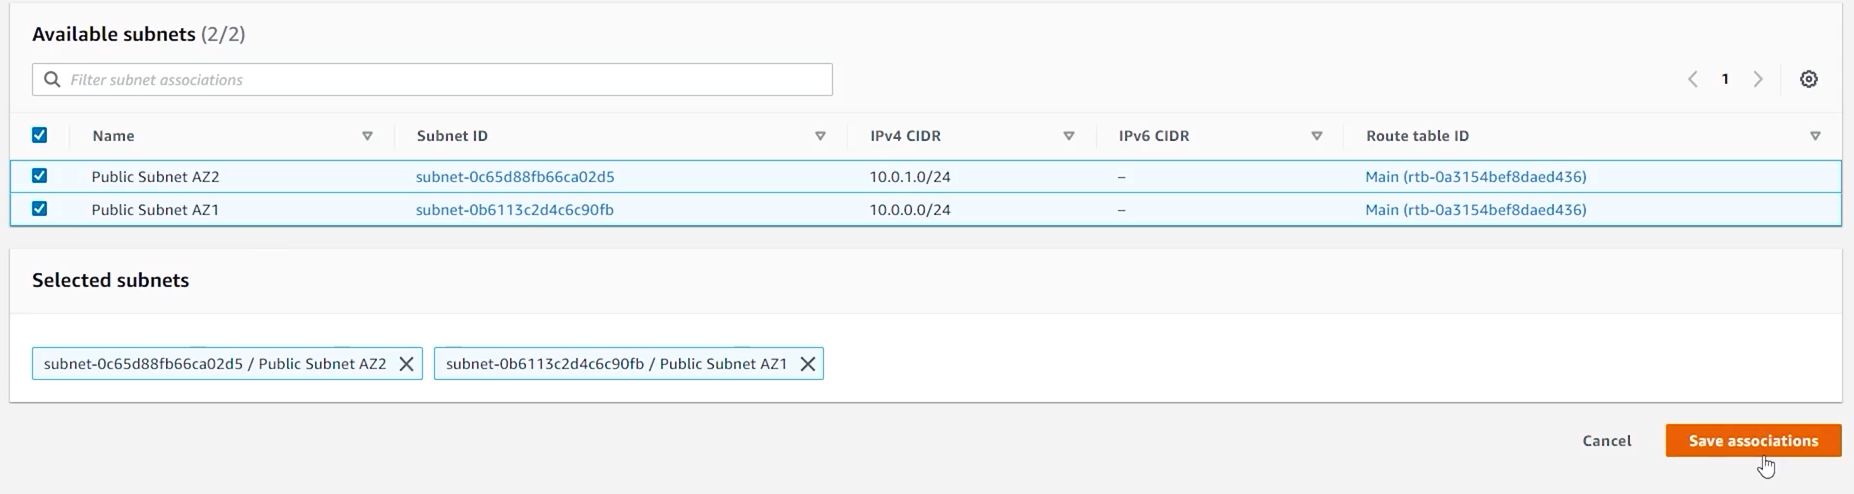 Available subnets (2/2)
Filter subnet associations
1
Name Subnet ID IPv4 CIDR IPv6 CIDR Route table ID
Public Subnet AZ2 subnet-0c65d88fb66ca02d5 10.0.1.0/24 – Main (rtb-0a3154bef8daed436)
Public Subnet AZ1 subnet-0b6113c2d4c6c90fb 10.0.0.0/24 – Main (rtb-0a3154bef8daed436)
Selected subnets
subnet-0c65d88fb66ca02d5 / Public Subnet AZ2 subnet-0b6113c2d4c6c90fb / Public Subnet AZ1
Cancel Save associations